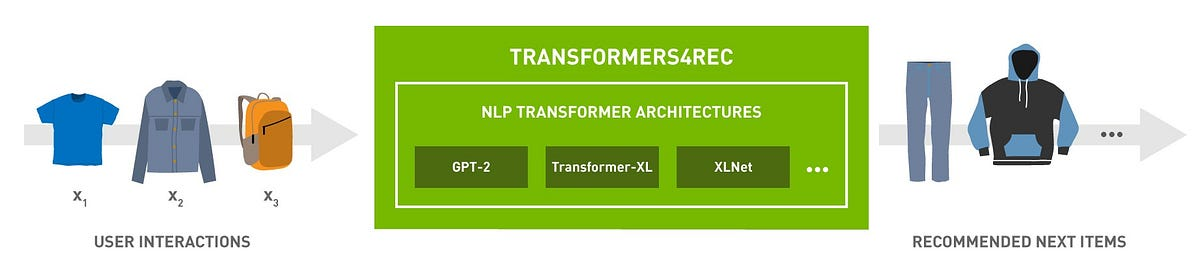 TRANSFORMERS4REC
NLP TRANSFORMER ARCHITECTURES
GPT-2
Transformer-XL
XLNet
...
x1
x2
x3
...
USER INTERACTIONS
RECOMMENDED NEXT ITEMS